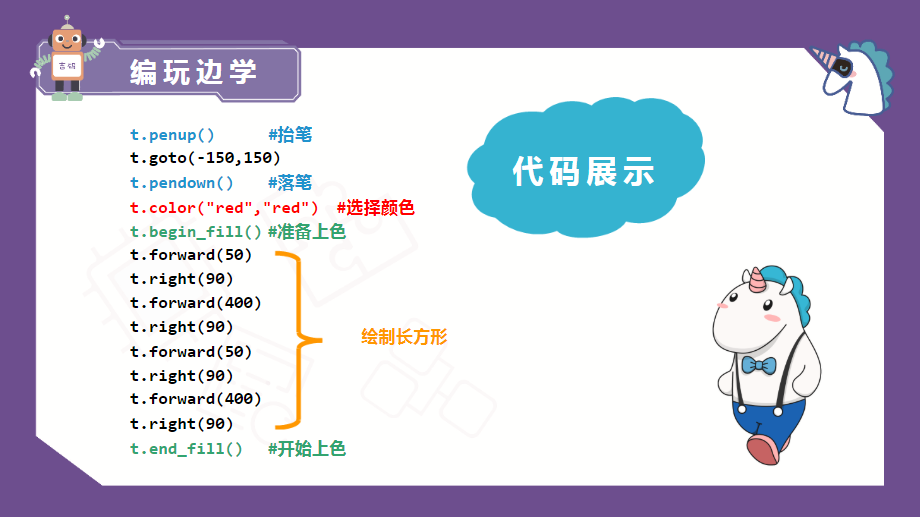 编玩边学
代码展示
t.penup() #抬笔
t.goto(-150,150)
t.pendown() #落笔
t.color("red","red") #选择颜色
t.begin_fill() #准备上色
t.forward(50)
t.right(90)
t.forward(400)
t.right(90)
绘制长方形
t.forward(50)
t.right(90)
t.forward(400)
t.right(90)
t.end_fill() #开始上色